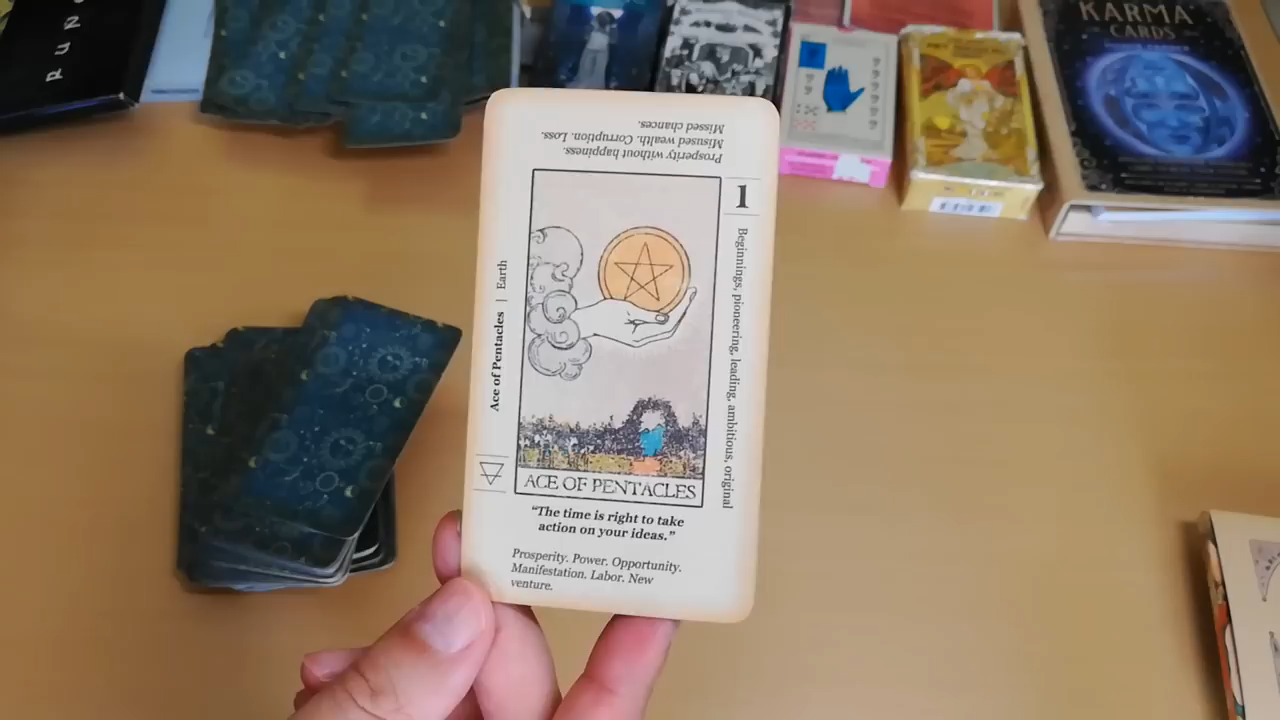 RUNO
KARMA
CARDS
Missed chances.
Misused wealth. Corruption. Loss.
Prosperity without happiness.
1
Beginnings, pioneering, leading, ambitious, original
Ace of Pentacles | Earth
ACE OF PENTACLES
“The time is right to take
action on your ideas.”
Prosperity. Power. Opportunity.
Manifestation. Labor. New
venture.